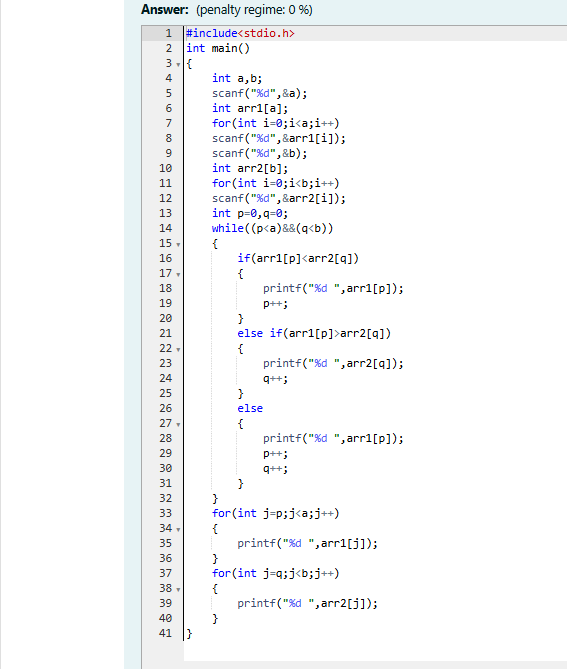 Answer: (penalty regime: 0 %)
1 #include<stdio.h>
2 int main()
3 {
4 int a,b;
5 scanf("%d",&a);
6 int arr1[a];
7 for(int i=0;i<a;i++)
8 scanf("%d",&arr1[i]);
9 scanf("%d",&b);
10 int arr2[b];
11 for(int i=0;i<b;i++)
12 scanf("%d",&arr2[i]);
13 int p=0,q=0;
14 while((p<a)&&(q<b))
15 {
16 if(arr1[p]<arr2[q])
17 {
18 printf("%d ",arr1[p]);
19 p++;
20 }
21 else if(arr1[p]>arr2[q])
22 {
23 printf("%d ",arr2[q]);
24 q++;
25 }
26 else
27 {
28 printf("%d ",arr1[p]);
29 p++;
30 q++;
31 }
32 }
33 for(int j=p;j<a;j++)
34 {
35 printf("%d ",arr1[j]);
36 }
37 for(int j=q;j<b;j++)
38 {
39 printf("%d ",arr2[j]);
40 }
41 }